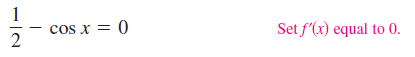 1/2 − cos x = 0 Set f′(x) equal to 0.